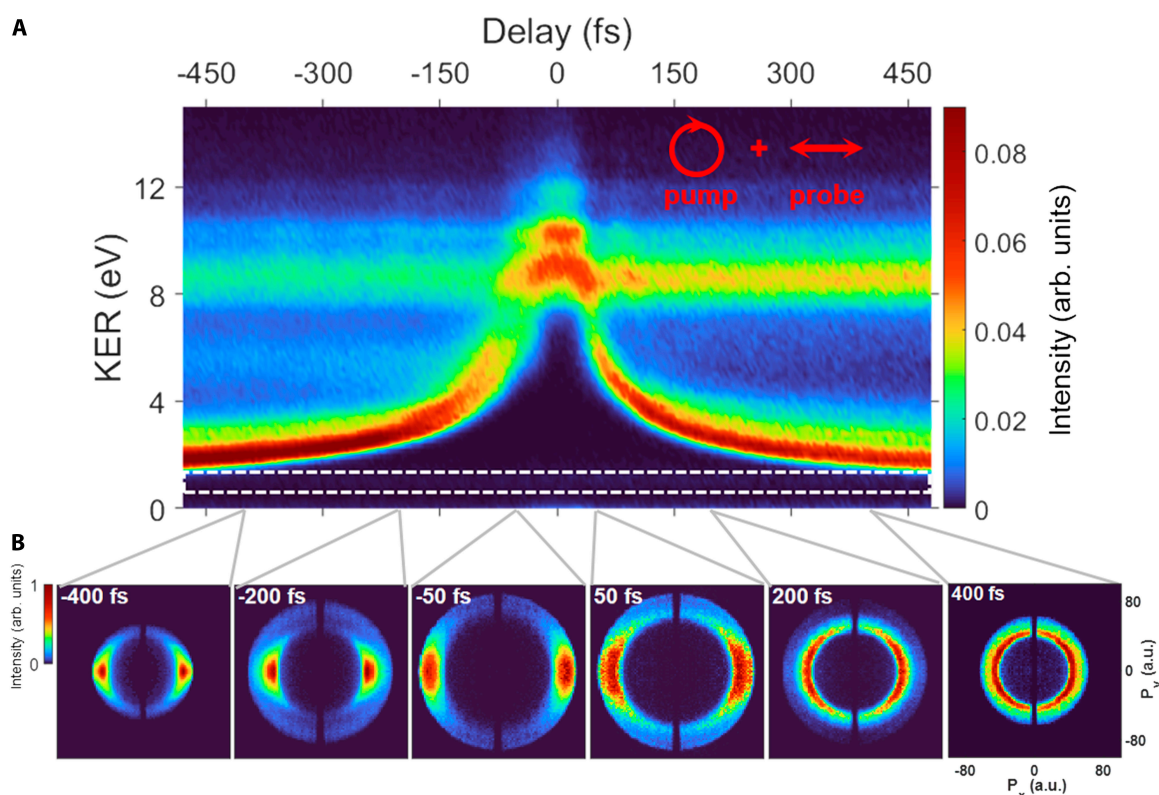 A
Delay (fs)
-450 -300 -150 0 150 300 450
KER (eV)
12
8
4
0
pump + probe
0.08
0.06
0.04
0.02
0
Intensity (arb. units)
B
Intensity (arb. units)
1
0
-400 fs
-200 fs
-50 fs
50 fs
200 fs
400 fs
80
0
-80
-80 0 80
P (a.u.)
P (a.u.)